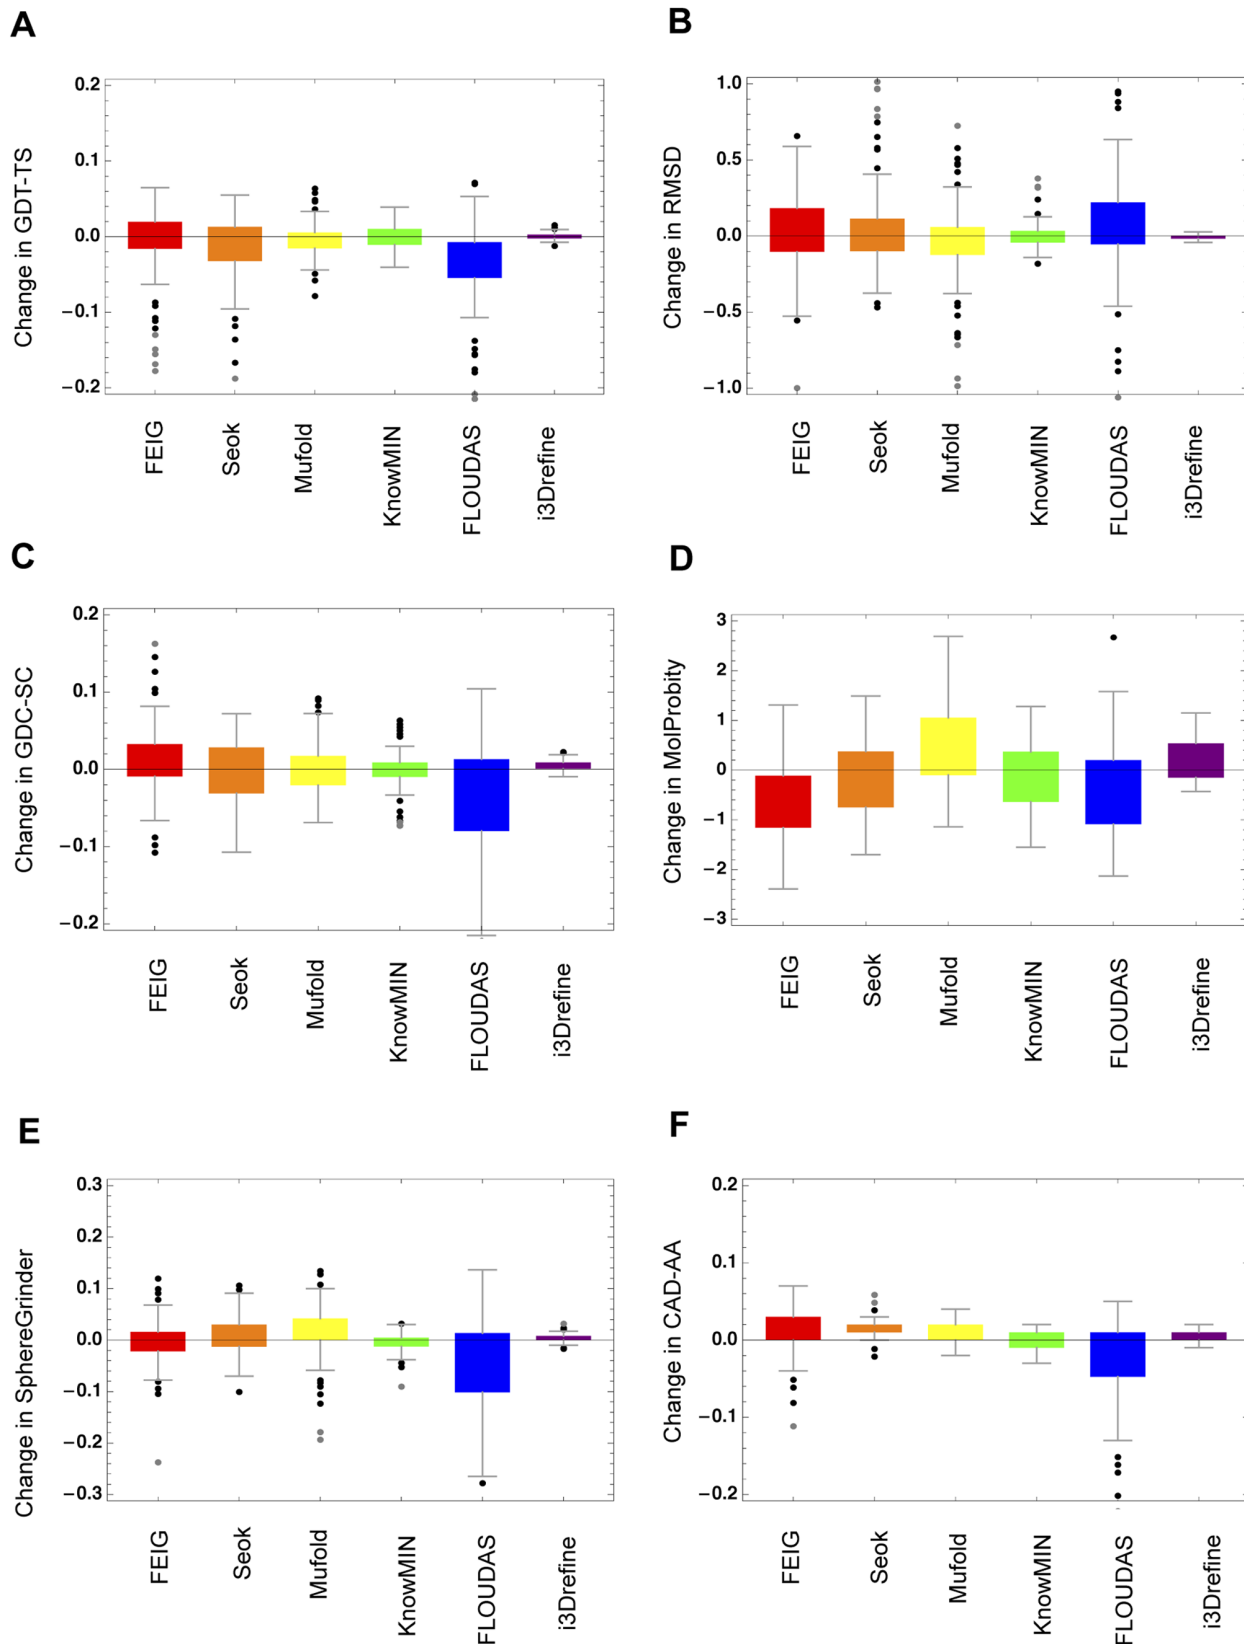 A
Change in GDT-TS
0.2
0.1
0.0
−0.1
−0.2
FEIG
Seok
Mufold
KnowMIN
FLOUDAS
i3Drefine
B
Change in RMSD
1.0
0.5
0.0
−0.5
−1.0
FEIG
Seok
Mufold
KnowMIN
FLOUDAS
i3Drefine
C
Change in GDC-SC
0.2
0.1
0.0
−0.1
−0.2
FEIG
Seok
Mufold
KnowMIN
FLOUDAS
i3Drefine
D
Change in MolProbity
3
2
1
0
−1
−2
−3
FEIG
Seok
Mufold
KnowMIN
FLOUDAS
i3Drefine
E
Change in SphereGrinder
0.3
0.2
0.1
0.0
−0.1
−0.2
−0.3
FEIG
Seok
Mufold
KnowMIN
FLOUDAS
i3Drefine
F
Change in CAD-AA
0.2
0.1
0.0
−0.1
−0.2
FEIG
Seok
Mufold
KnowMIN
FLOUDAS
i3Drefine